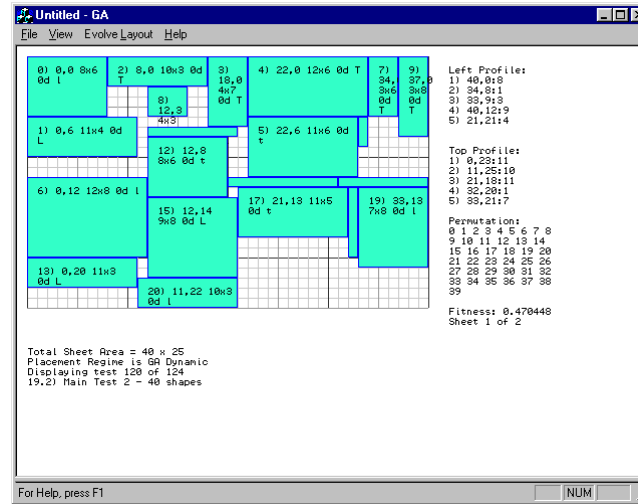 Untitled - GA
File View Evolve Layout Help
0) 0,0 8x6
0d l
2) 8,0 10x3 0d
T
3)
18,0
4x7
0d T
4) 22,0 12x6 0d T
7)
34,
3x6
0d
T
9)
37,0
3x8
0d
T
8)
12,3
4x3
1) 0,6 11x4 0d
L
5) 22,6 11x6 0d
t
12) 12,8
8x6 0d t
6) 0,12 12x8 0d l
15) 12,14
9x8 0d L
17) 21,13 11x5
0d t
19) 33,13
7x8 0d l
13) 0,20 11x3
0d L
20) 11,22 10x3
0d l
Left Profile:
1) 40,0:8
2) 34,8:1
3) 33,9:3
4) 40,12:9
5) 21,21:4
Top Profile:
1) 0,23:11
2) 11,25:10
3) 21,18:11
4) 32,20:1
5) 33,21:7
Permutation:
0 1 2 3 4 5 6 7 8
9 10 11 12 13 14
15 16 17 18 19 20
21 22 23 24 25 26
27 28 29 30 31 32
33 34 35 36 37 38
39
Fitness: 0.470448
Sheet 1 of 2
Total Sheet Area = 40 x 25
Placement Regime is GA Dynamic
Displaying test 120 of 124
19.2) Main Test 2 - 40 shapes
For Help, press F1
NUM